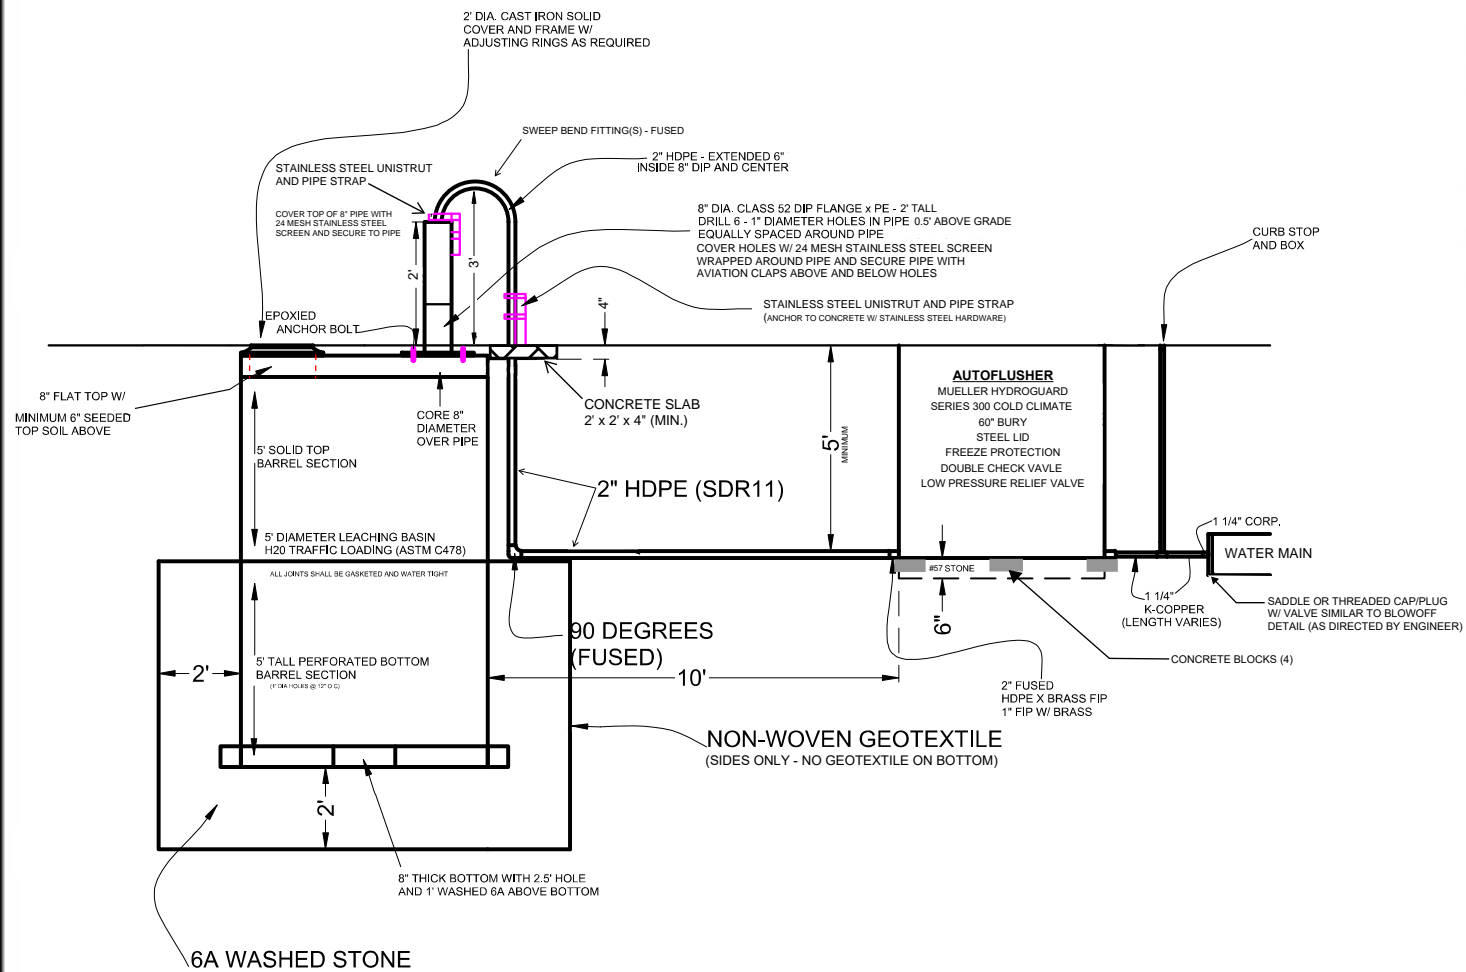 2' DIA. CAST IRON SOLID
COVER AND FRAME W/
ADJUSTING RINGS AS REQUIRED
SWEEP BEND FITTING(S) - FUSED
STAINLESS STEEL UNISTRUT
AND PIPE STRAP
2" HDPE - EXTENDED 6"
INSIDE 8" DIP AND CENTER
COVER TOP OF 8" PIPE WITH
24 MESH STAINLESS STEEL
SCREEN AND SECURE TO PIPE
8" DIA. CLASS 52 DIP FLANGE x PE - 2' TALL
DRILL 6 - 1" DIAMETER HOLES IN PIPE 0.5' ABOVE GRADE
EQUALLY SPACED AROUND PIPE
COVER HOLES W/ 24 MESH STAINLESS STEEL SCREEN
WRAPPED AROUND PIPE AND SECURE PIPE WITH
AVIATION CLAPS ABOVE AND BELOW HOLES
CURB STOP
AND BOX
2'
3'
4"
STAINLESS STEEL UNISTRUT AND PIPE STRAP
(ANCHOR TO CONCRETE W/ STAINLESS STEEL HARDWARE)
EPOXIED
ANCHOR BOLT
8" FLAT TOP W/
MINIMUM 6" SEEDED
TOP SOIL ABOVE
CORE 8"
DIAMETER
OVER PIPE
CONCRETE SLAB
2' x 2' x 4" (MIN.)
5'
MINIMUM
AUTOFLUSHER
MUELLER HYDROGUARD
SERIES 300 COLD CLIMATE
60" BURY
STEEL LID
FREEZE PROTECTION
DOUBLE CHECK VAVLE
LOW PRESSURE RELIEF VALVE
5' SOLID TOP
BARREL SECTION
2" HDPE (SDR11)
5' DIAMETER LEACHING BASIN
H20 TRAFFIC LOADING (ASTM C478)
ALL JOINTS SHALL BE GASKETED AND WATER TIGHT
1 1/4" CORP.
WATER MAIN
#57 STONE
6"
1 1/4"
K-COPPER
(LENGTH VARIES)
SADDLE OR THREADED CAP/PLUG
W/ VALVE SIMILAR TO BLOWOFF
DETAIL (AS DIRECTED BY ENGINEER)
90 DEGREES
(FUSED)
CONCRETE BLOCKS (4)
2'
5' TALL PERFORATED BOTTOM
BARREL SECTION
(1" DIA HOLES @ 12" O.C)
10'
2" FUSED
HDPE X BRASS FIP
1" FIP W/ BRASS
NON-WOVEN GEOTEXTILE
(SIDES ONLY - NO GEOTEXTILE ON BOTTOM)
2'
8" THICK BOTTOM WITH 2.5' HOLE
AND 1' WASHED 6A ABOVE BOTTOM
6A WASHED STONE